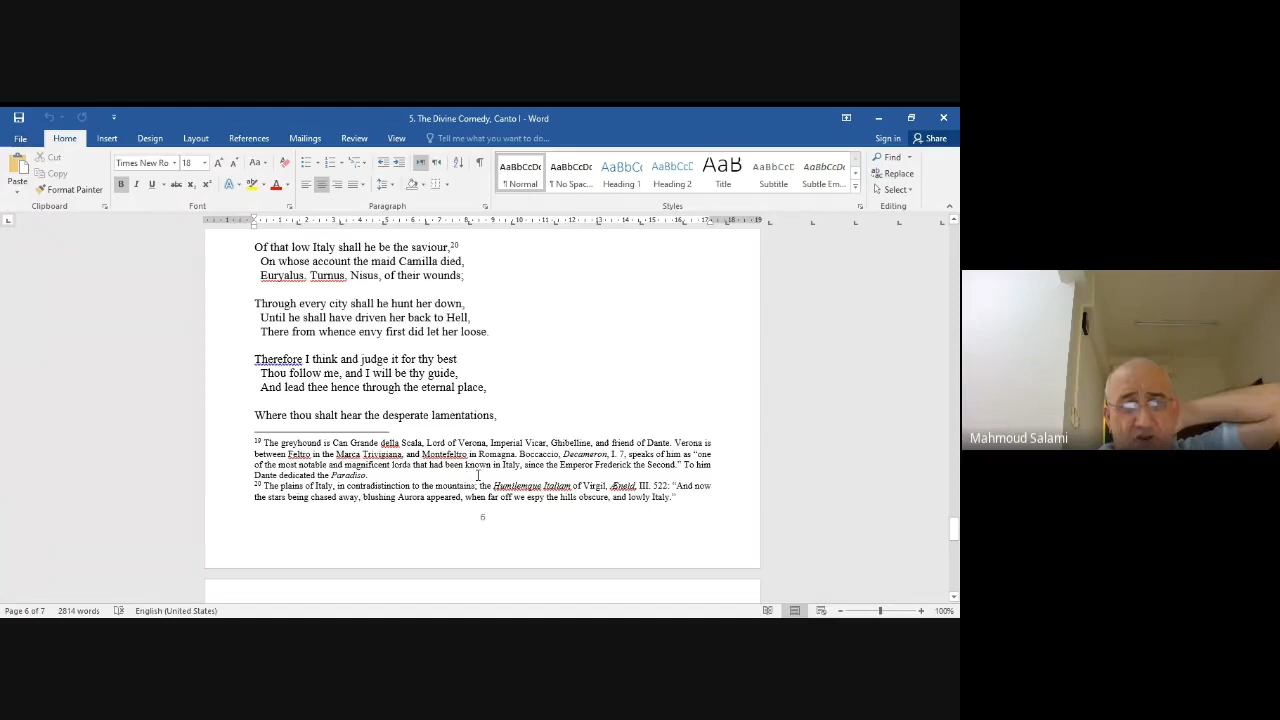 5. The Divine Comedy, Canto I - Word
File Home Insert Design Layout References Mailings Review View Tell me what you want to do... Sign in Share
Paste
Cut
Copy
Format Painter
Clipboard
Times New Ro 18
Font
Paragraph
AaBbCcDc AaBbCcDc AaBbCc AaBbCcD AaB AaBbCcD AaBbCcDc
¶ Normal ¶ No Spac... Heading 1 Heading 2 Title Subtitle Subtle Em...
Styles
Find
Replace
Select
Editing
Of that low Italy shall he be the saviour,20
On whose account the maid Camilla died,
Euryalus, Turnus, Nisus, of their wounds;
Through every city shall he hunt her down,
Until he shall have driven her back to Hell,
There from whence envy first did let her loose.
Therefore I think and judge it for thy best
Thou follow me, and I will be thy guide,
And lead thee hence through the eternal place,
Where thou shalt hear the desperate lamentations,
19 The greyhound is Can Grande della Scala, Lord of Verona, Imperial Vicar, Ghibelline, and friend of Dante. Verona is
between Feltro in the Marca Trivigiana, and Montefeltro in Romagna. Boccaccio, Decameron, I. 7, speaks of him as “one
of the most notable and magnificent lords that had been known in Italy, since the Emperor Frederick the Second.” To him
Dante dedicated the Paradiso.
20 The plains of Italy, in contradistinction to the mountains; the Humilemque Italiam of Virgil, Æneid, III. 522: “And now
the stars being chased away, blushing Aurora appeared, when far off we espy the hills obscure, and lowly Italy.”
6
Page 6 of 7 2814 words English (United States) 100%
Mahmoud Salami